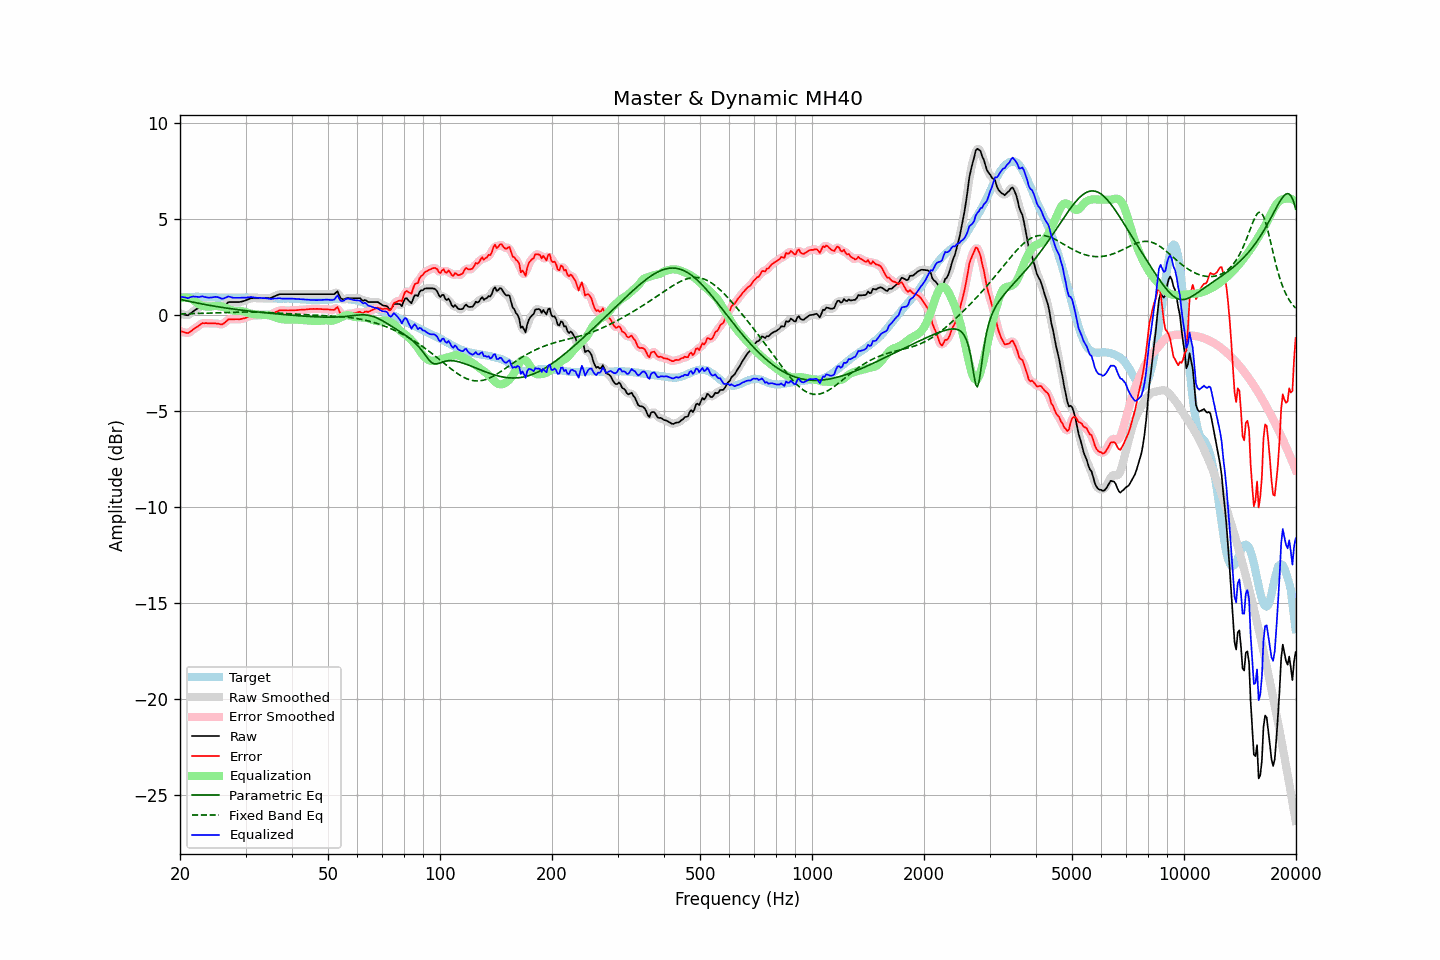 Master & Dynamic MH40
10
5
0
−5
−10
−15
−20
−25
Amplitude (dBr)
Target
Raw Smoothed
Error Smoothed
Raw
Error
Equalization
Parametric Eq
Fixed Band Eq
Equalized
20 50 100 200 500 1000 2000 5000 10000 20000
Frequency (Hz)